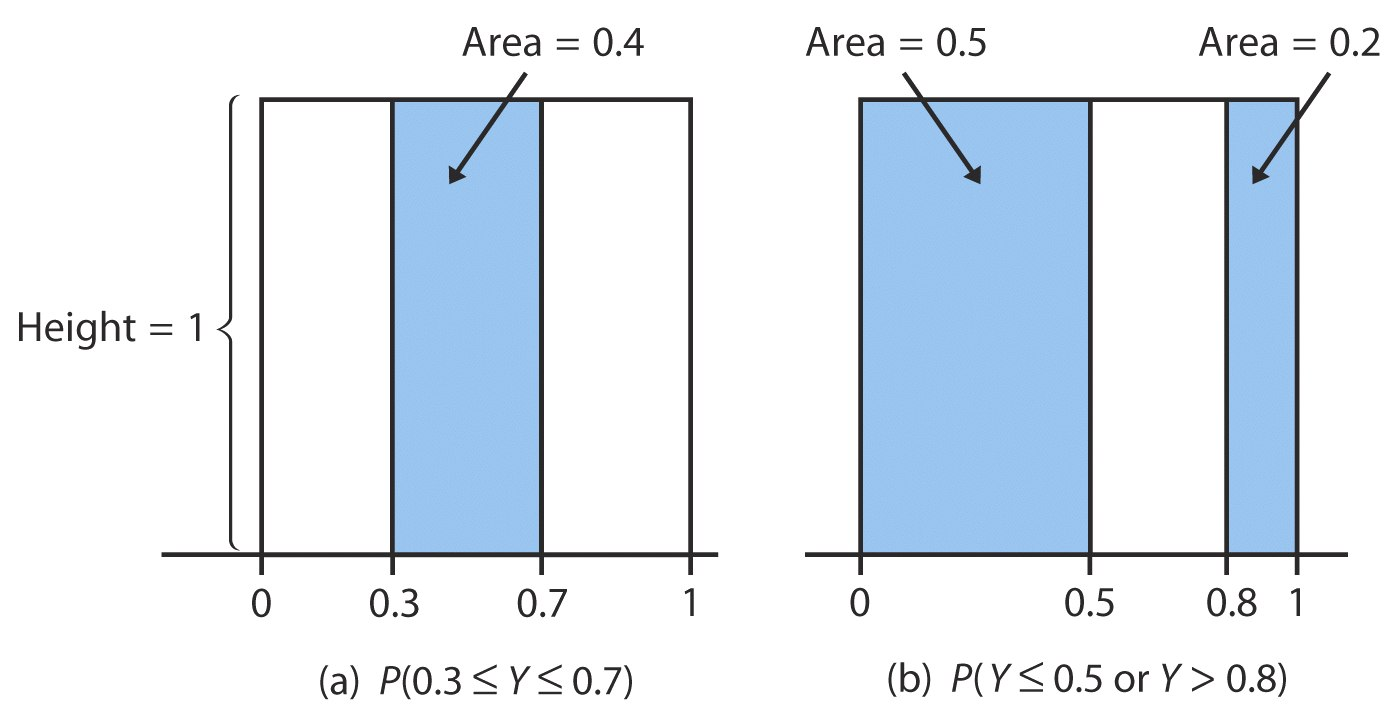 Area = 0.4
Height = 1
0 0.3 0.7 1
(a) P(0.3 ≤ Y ≤ 0.7)
Area = 0.5 Area = 0.2
0 0.5 0.8 1
(b) P(Y ≤ 0.5 or Y > 0.8)